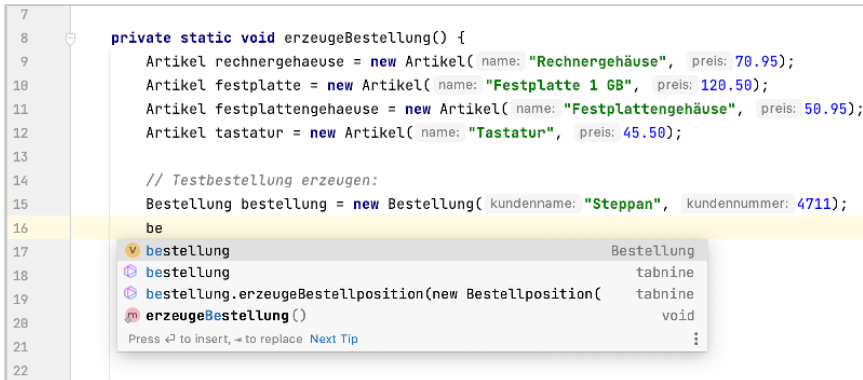 7
8 private static void erzeugeBestellung() {
9 Artikel rechnergehaeuse = new Artikel( name: "Rechnergehäuse", preis: 70.95);
10 Artikel festplatte = new Artikel( name: "Festplatte 1 GB", preis: 120.50);
11 Artikel festplattengehaeuse = new Artikel( name: "Festplattengehäuse", preis: 50.95);
12 Artikel tastatur = new Artikel( name: "Tastatur", preis: 45.50);
13
14 // Testbestellung erzeugen:
15 Bestellung bestellung = new Bestellung( kundenname: "Steppan", kundennummer: 4711);
16 be
17 v bestellung Bestellung
18 bestellung tabnine
19 bestellung.erzeugeBestellposition(new Bestellposition( tabnine
20 m erzeugeBestellung() void
21 Press ↵ to insert, ⇥ to replace Next Tip
22